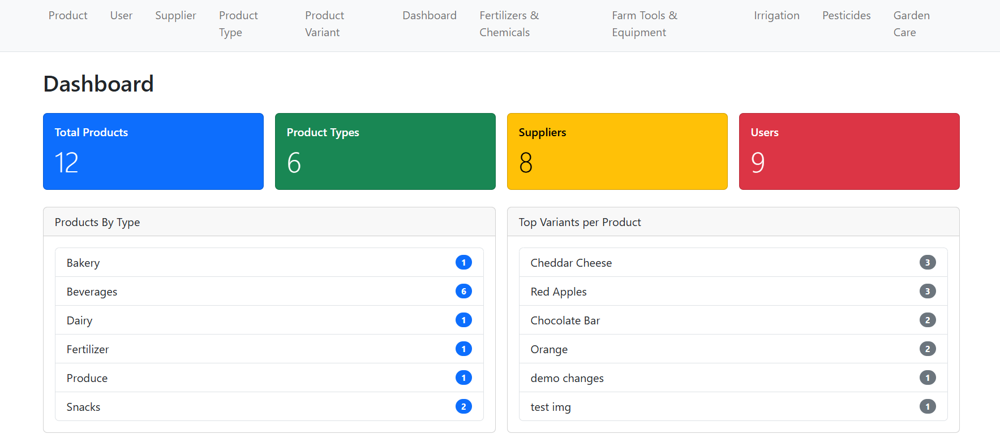 Product User Supplier Product Type Product Variant Dashboard Fertilizers & Chemicals Farm Tools & Equipment Irrigation Pesticides Garden Care
Dashboard
Total Products
12
Product Types
6
Suppliers
8
Users
9
Products By Type
Bakery 1
Beverages 6
Dairy 1
Fertilizer 1
Produce 1
Snacks 2
Top Variants per Product
Cheddar Cheese 3
Red Apples 3
Chocolate Bar 2
Orange 2
demo changes 1
test img 1